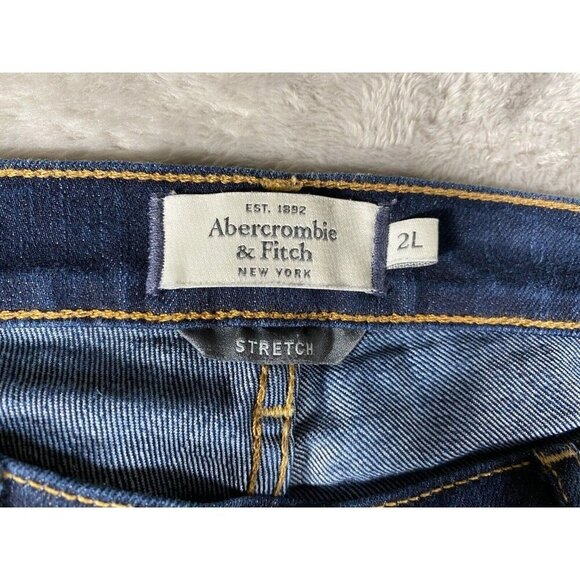 EST. 1892
Abercrombie
& Fitch
NEW YORK
2L
STRETCH